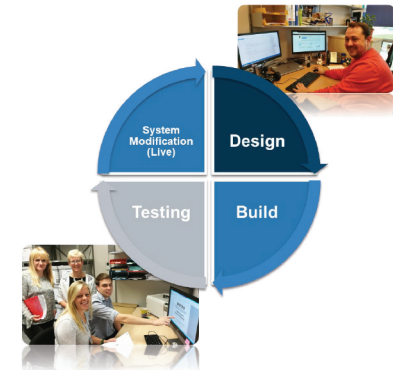 System
Modification
(Live)
Design
Testing
Build